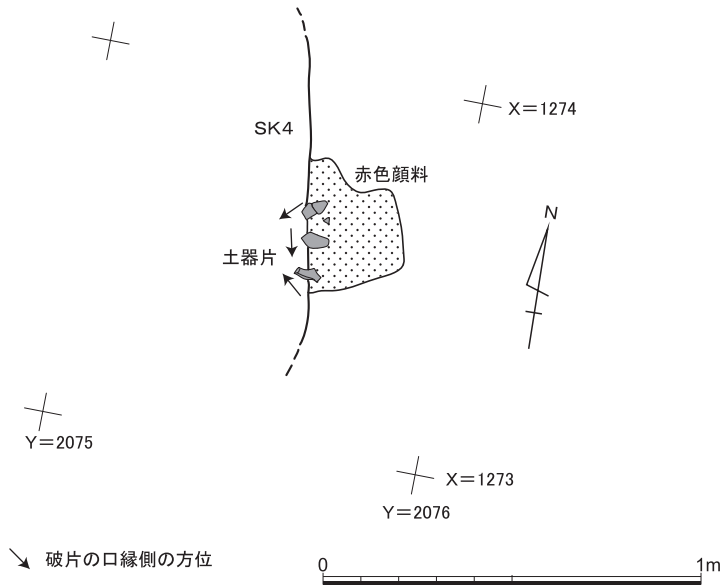 X＝1274
SK4
赤色顔料
N
土器片
Y＝2075
X＝1273
Y＝2076
破片の口縁側の方位
0 1m